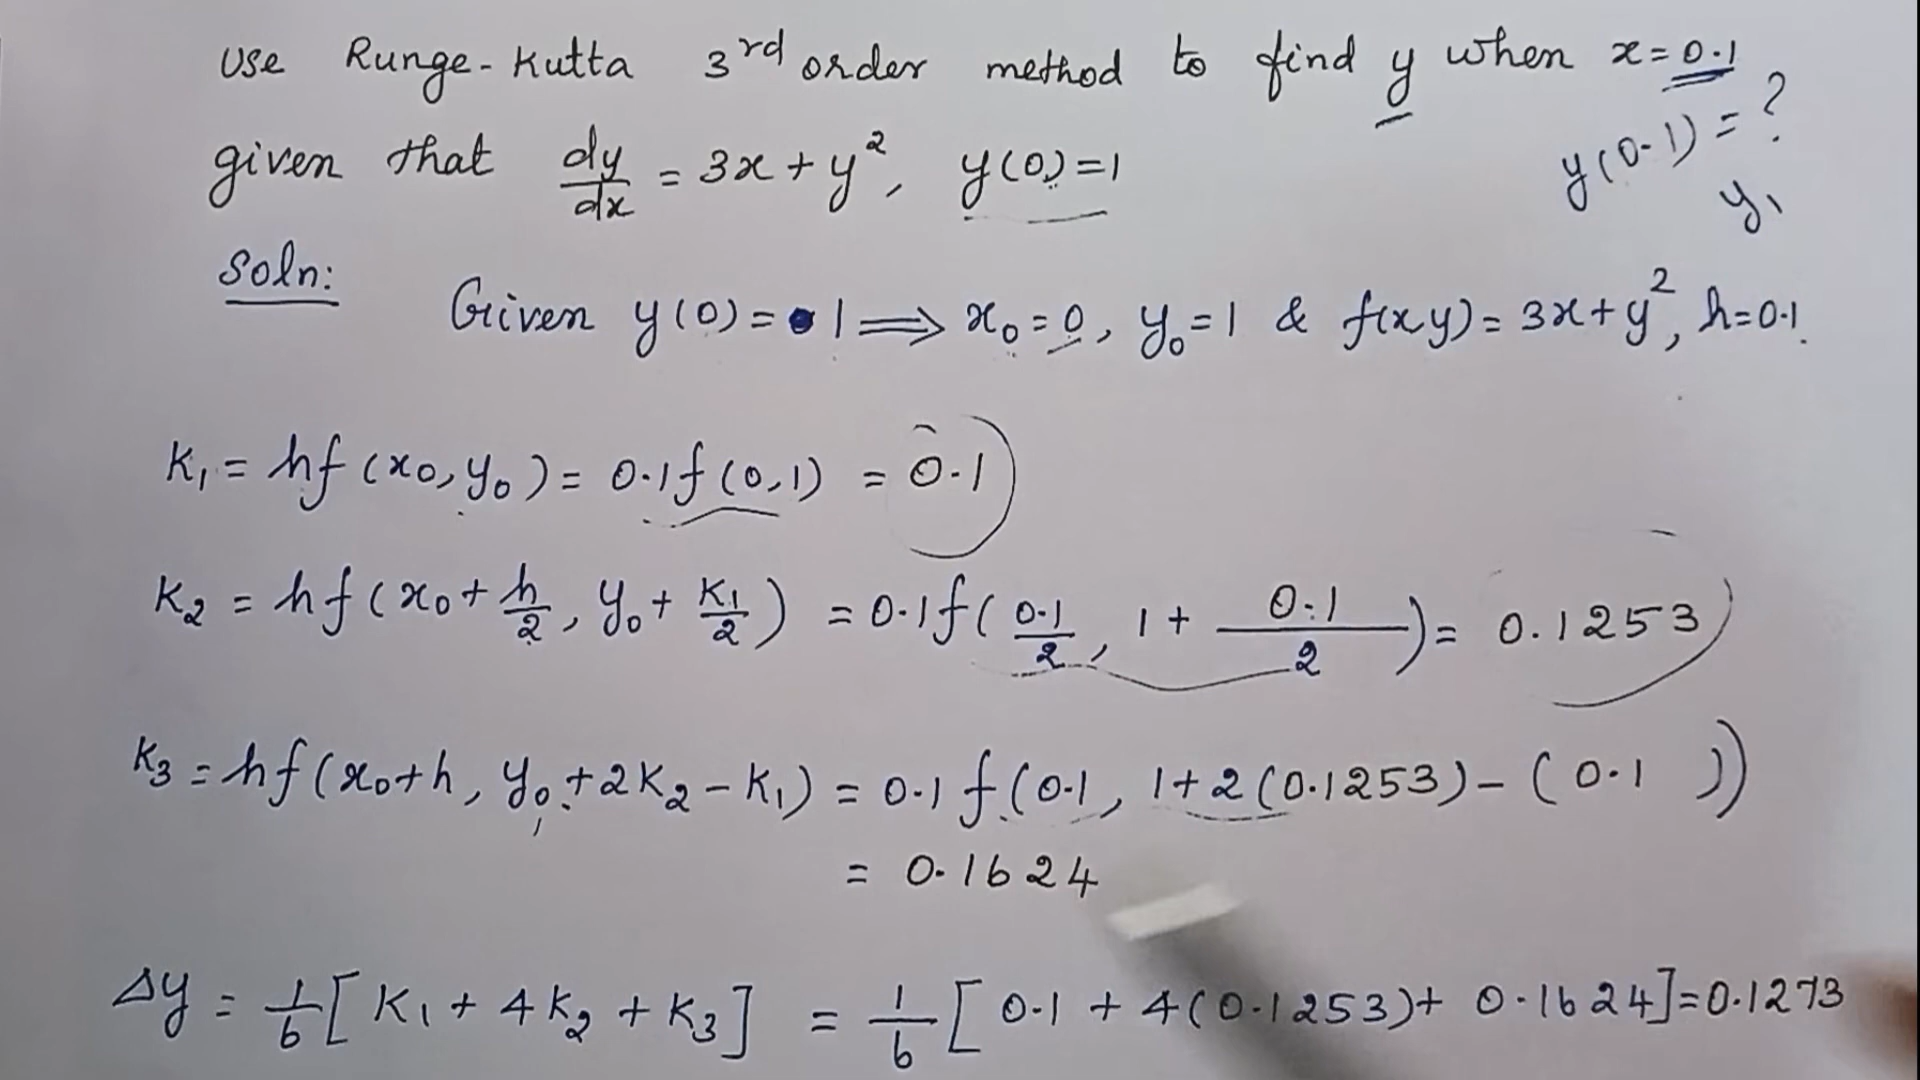 Use Runge-Kutta 3rd order method to find y when x=0.1
given that dy/dx = 3x+y², y(0)=1
y(0.1)=?
y₁
Soln:
Given y(0)=1 ⟹ x₀=0, y₀=1 & f(xy)=3x+y², h=0.1.
K₁ = hf(x₀,y₀) = 0.1f(0,1) = 0.1
K₂ = hf(x₀+h/2, y₀+K₁/2) = 0.1f(0.1/2, 1+0.1/2) = 0.1253
K₃ = hf(x₀+h, y₀+2K₂-K₁) = 0.1f(0.1, 1+2(0.1253)-(0.1))
= 0.1624
Δy = 1/6[K₁+4K₂+K₃] = 1/6[0.1+4(0.1253)+0.1624]=0.1273